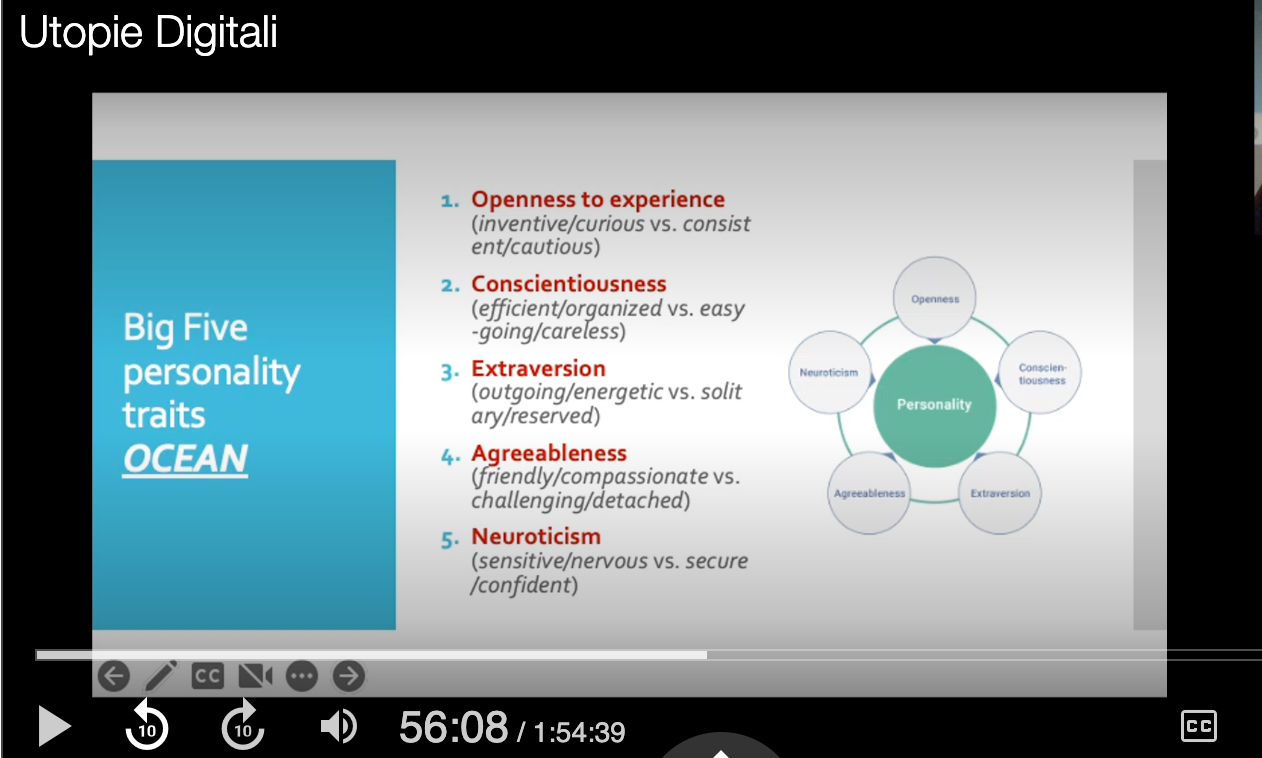 Utopie Digitali
Big Five
personality
traits
OCEAN
1. Openness to experience
(inventive/curious vs. consist
ent/cautious)
2. Conscientiousness
(efficient/organized vs. easy
-going/careless)
3. Extraversion
(outgoing/energetic vs. solit
ary/reserved)
4. Agreeableness
(friendly/compassionate vs.
challenging/detached)
5. Neuroticism
(sensitive/nervous vs. secure
/confident)
Openness
Neuroticism
Conscien-
tiousness
Personality
Agreeableness
Extraversion
CC
10
10
56:08 / 1:54:39
CC